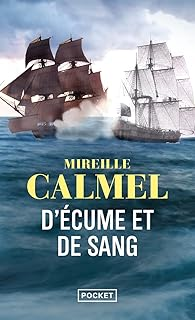 MIREILLE
CALMEL
D'ÉCUME ET
DE SANG
POCKET